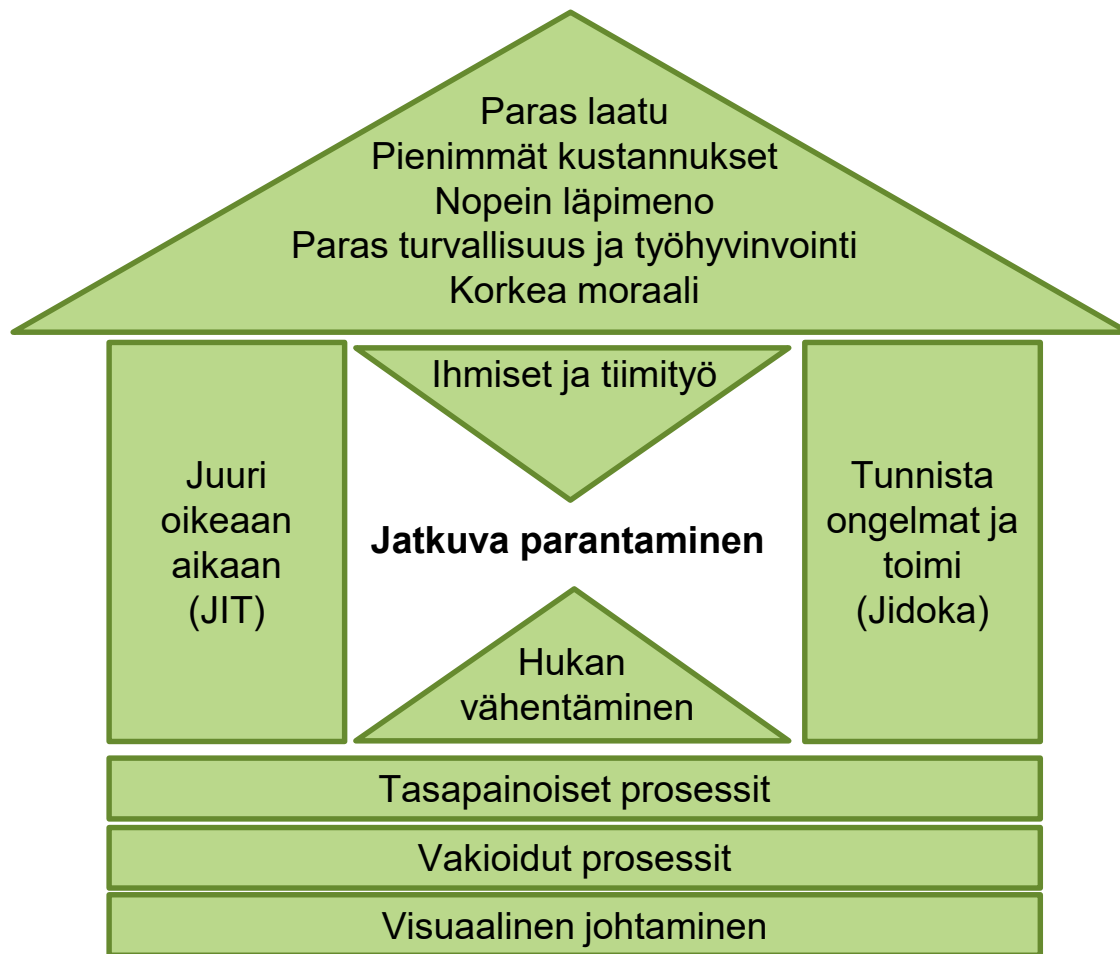 Paras laatu
Pienimmät kustannukset
Nopein läpimeno
Paras turvallisuus ja työhyvinvointi
Korkea moraali
Juuri
oikeaan
aikaan
(JIT)
Ihmiset ja tiimityö
Jatkuva parantaminen
Hukan
vähentäminen
Tunnista
ongelmat ja
toimi
(Jidoka)
Tasapainoiset prosessit
Vakioidut prosessit
Visuaalinen johtaminen